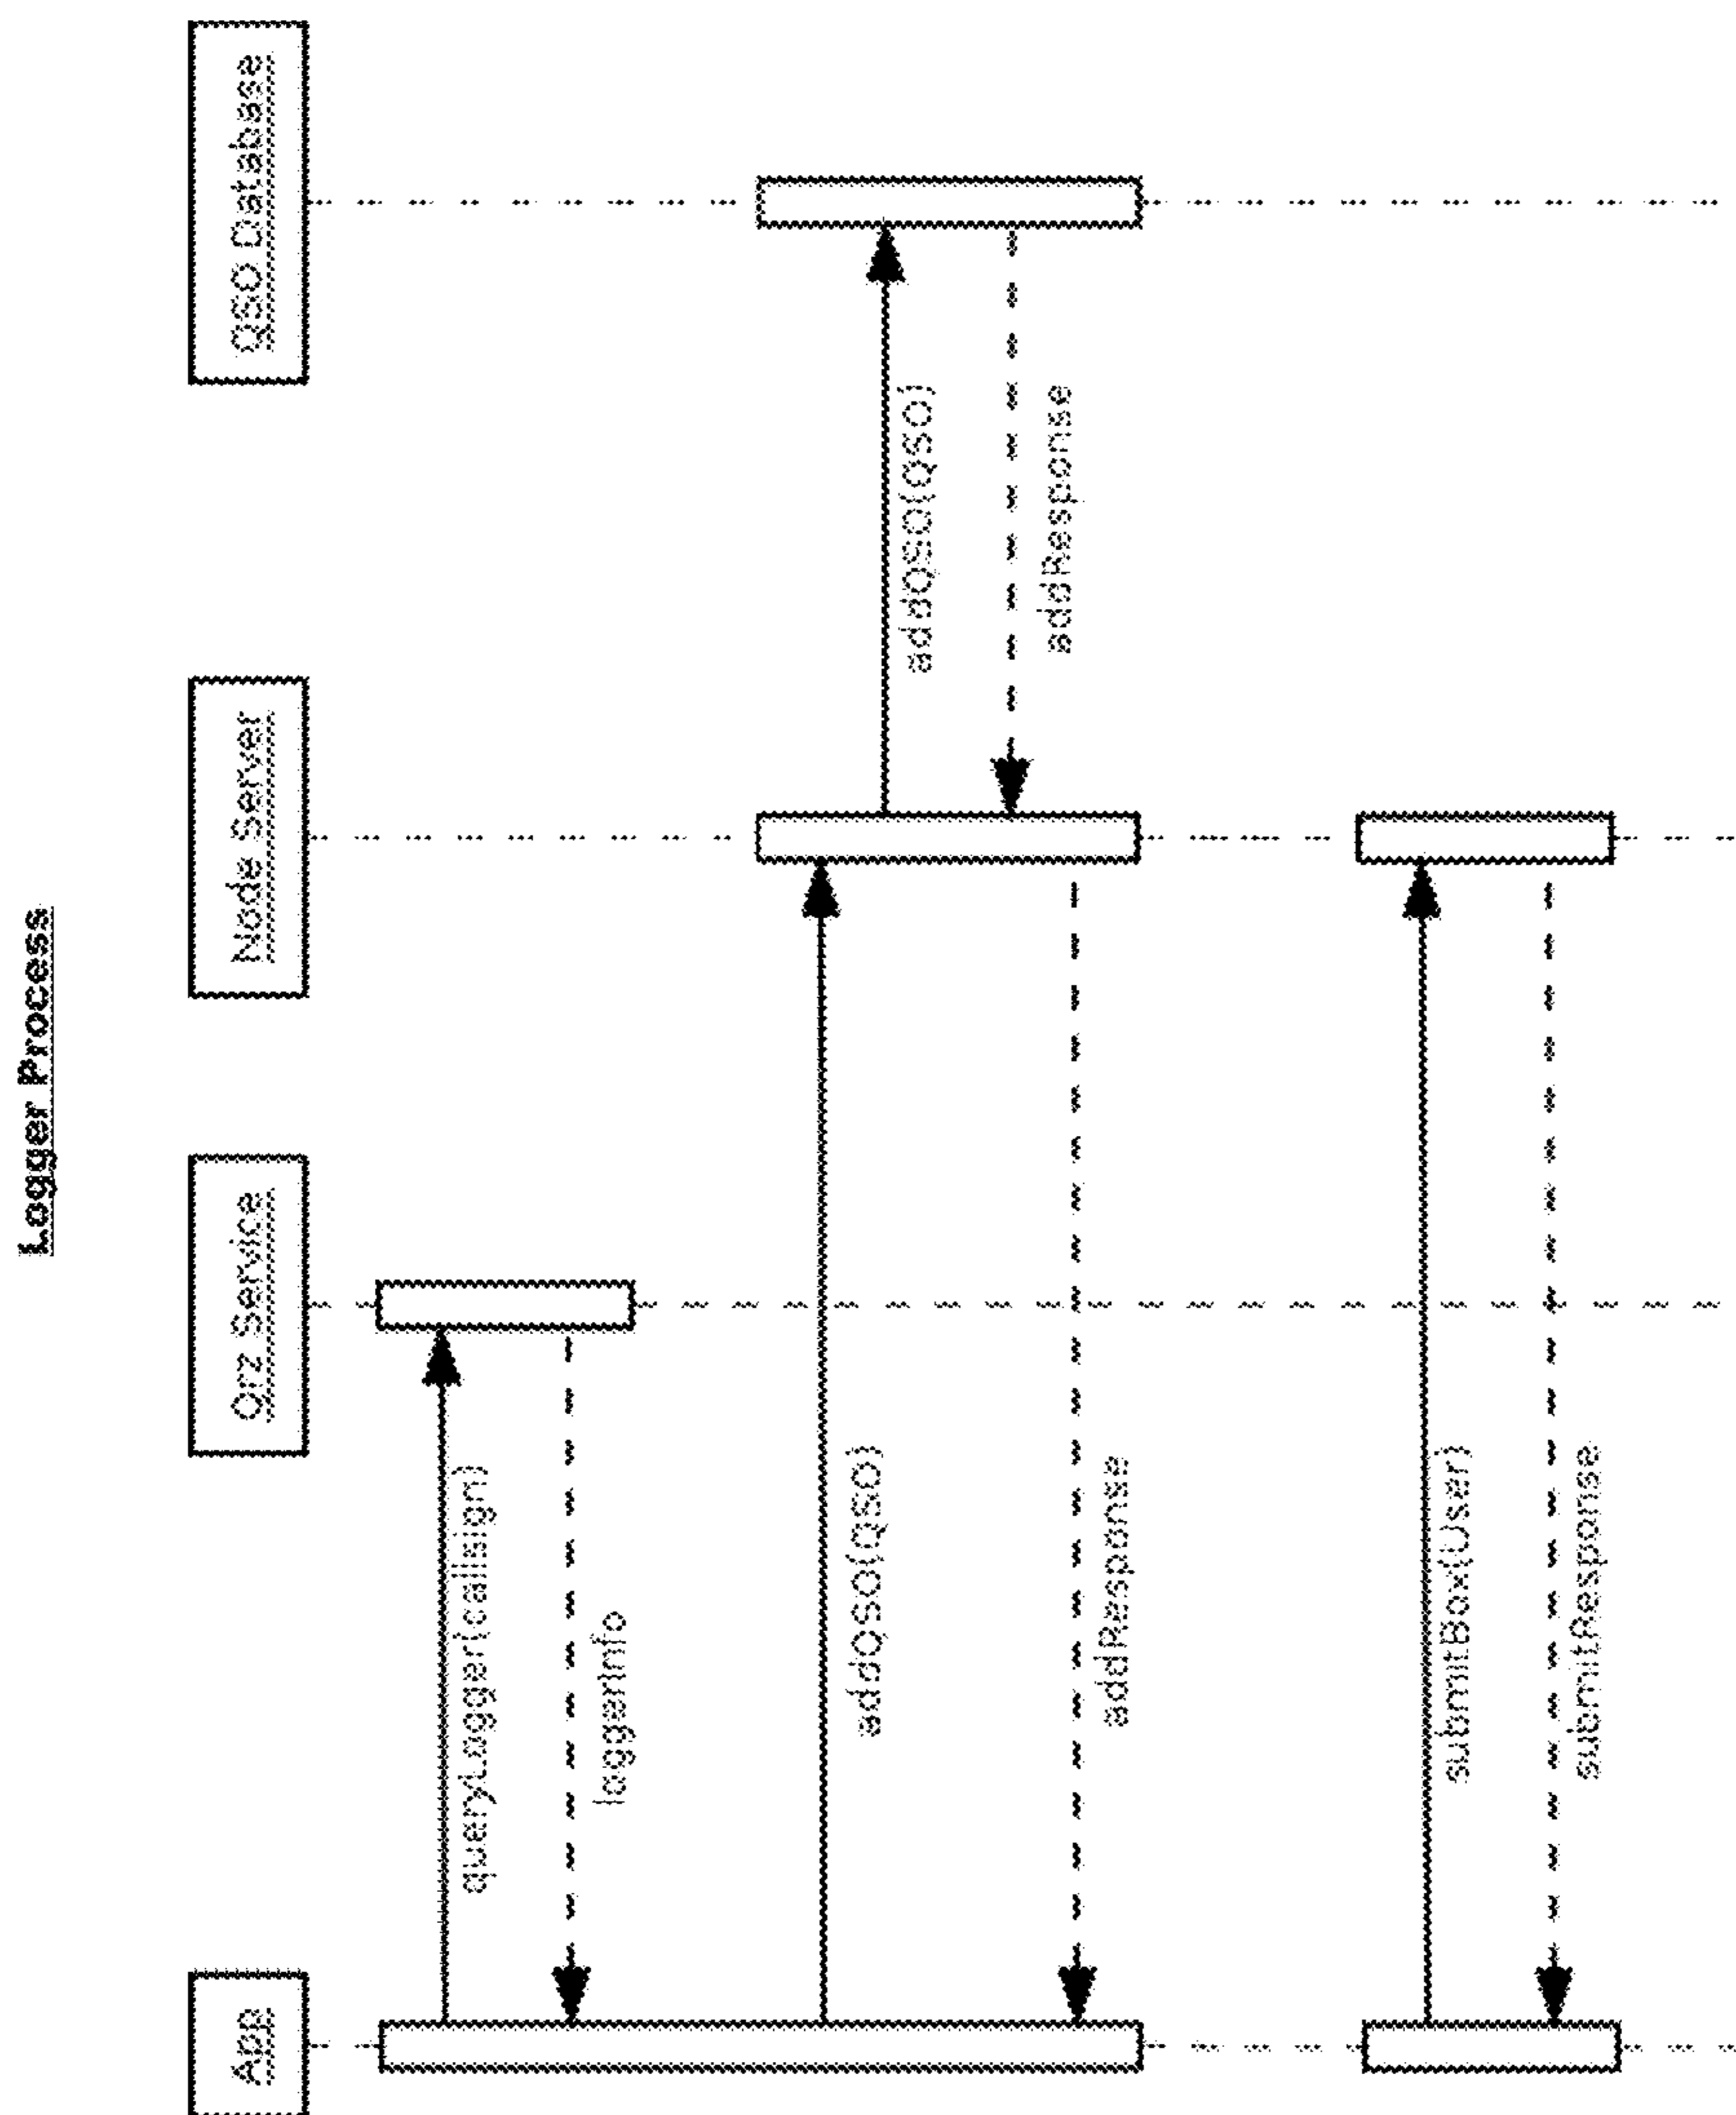 Logger Process
App
Qrz Service
Node Server
QSO Database
queryLogger(callsign)
loggerInfo
addQSO(QSO)
addQSO(QSO)
addResponse
addResponse
submitBox(User)
submitResponse